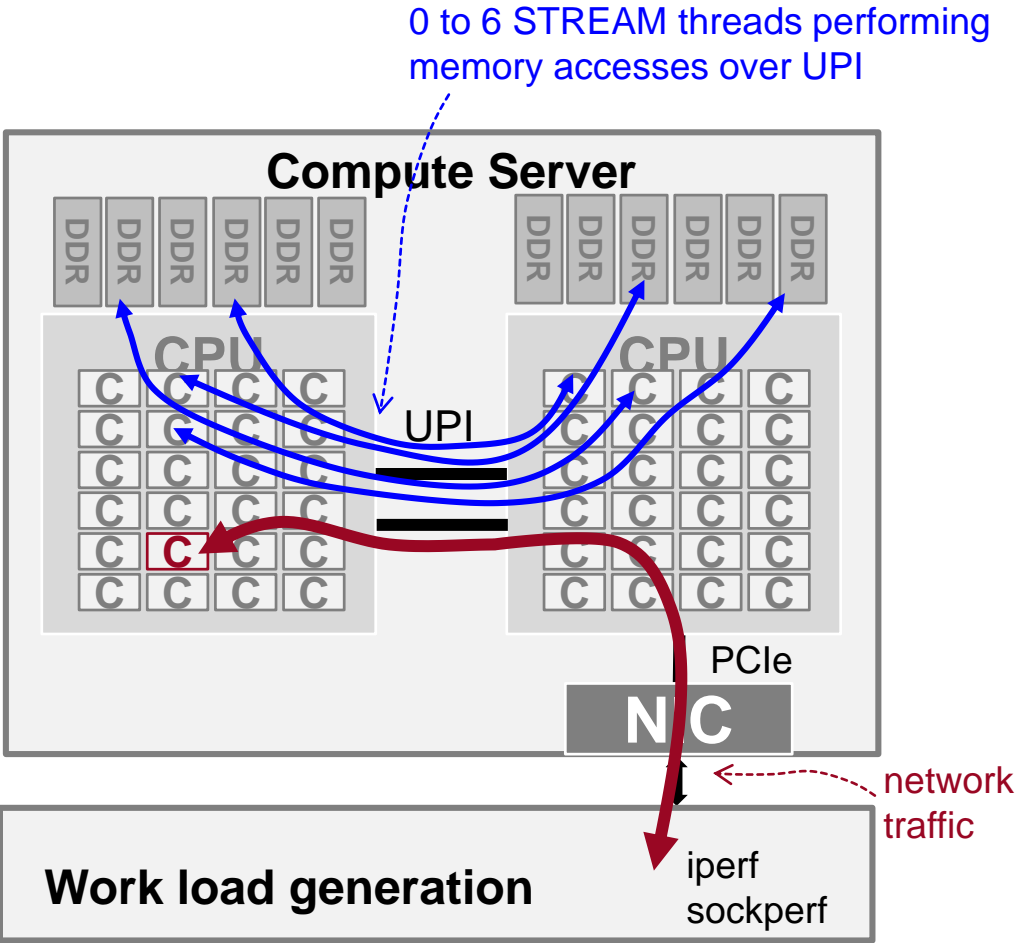 0 to 6 STREAM threads performing
memory accesses over UPI
Compute Server
DDR DDR DDR DDR DDR DDR DDR DDR DDR DDR DDR DDR
CPU CPU
C C C C C C C C
UPI
C C C C C C C C
C C C C C C C C
C C C C C C C C
C C C C C C C C
C C C C C C C C
PCIe
NIC
network
traffic
Work load generation
iperf
sockperf